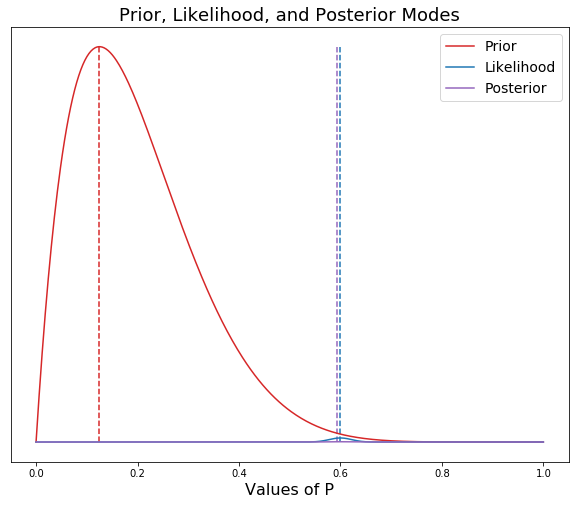 Prior, Likelihood, and Posterior Modes
Prior
Likelihood
Posterior
0.0 0.2 0.4 0.6 0.8 1.0
Values of P